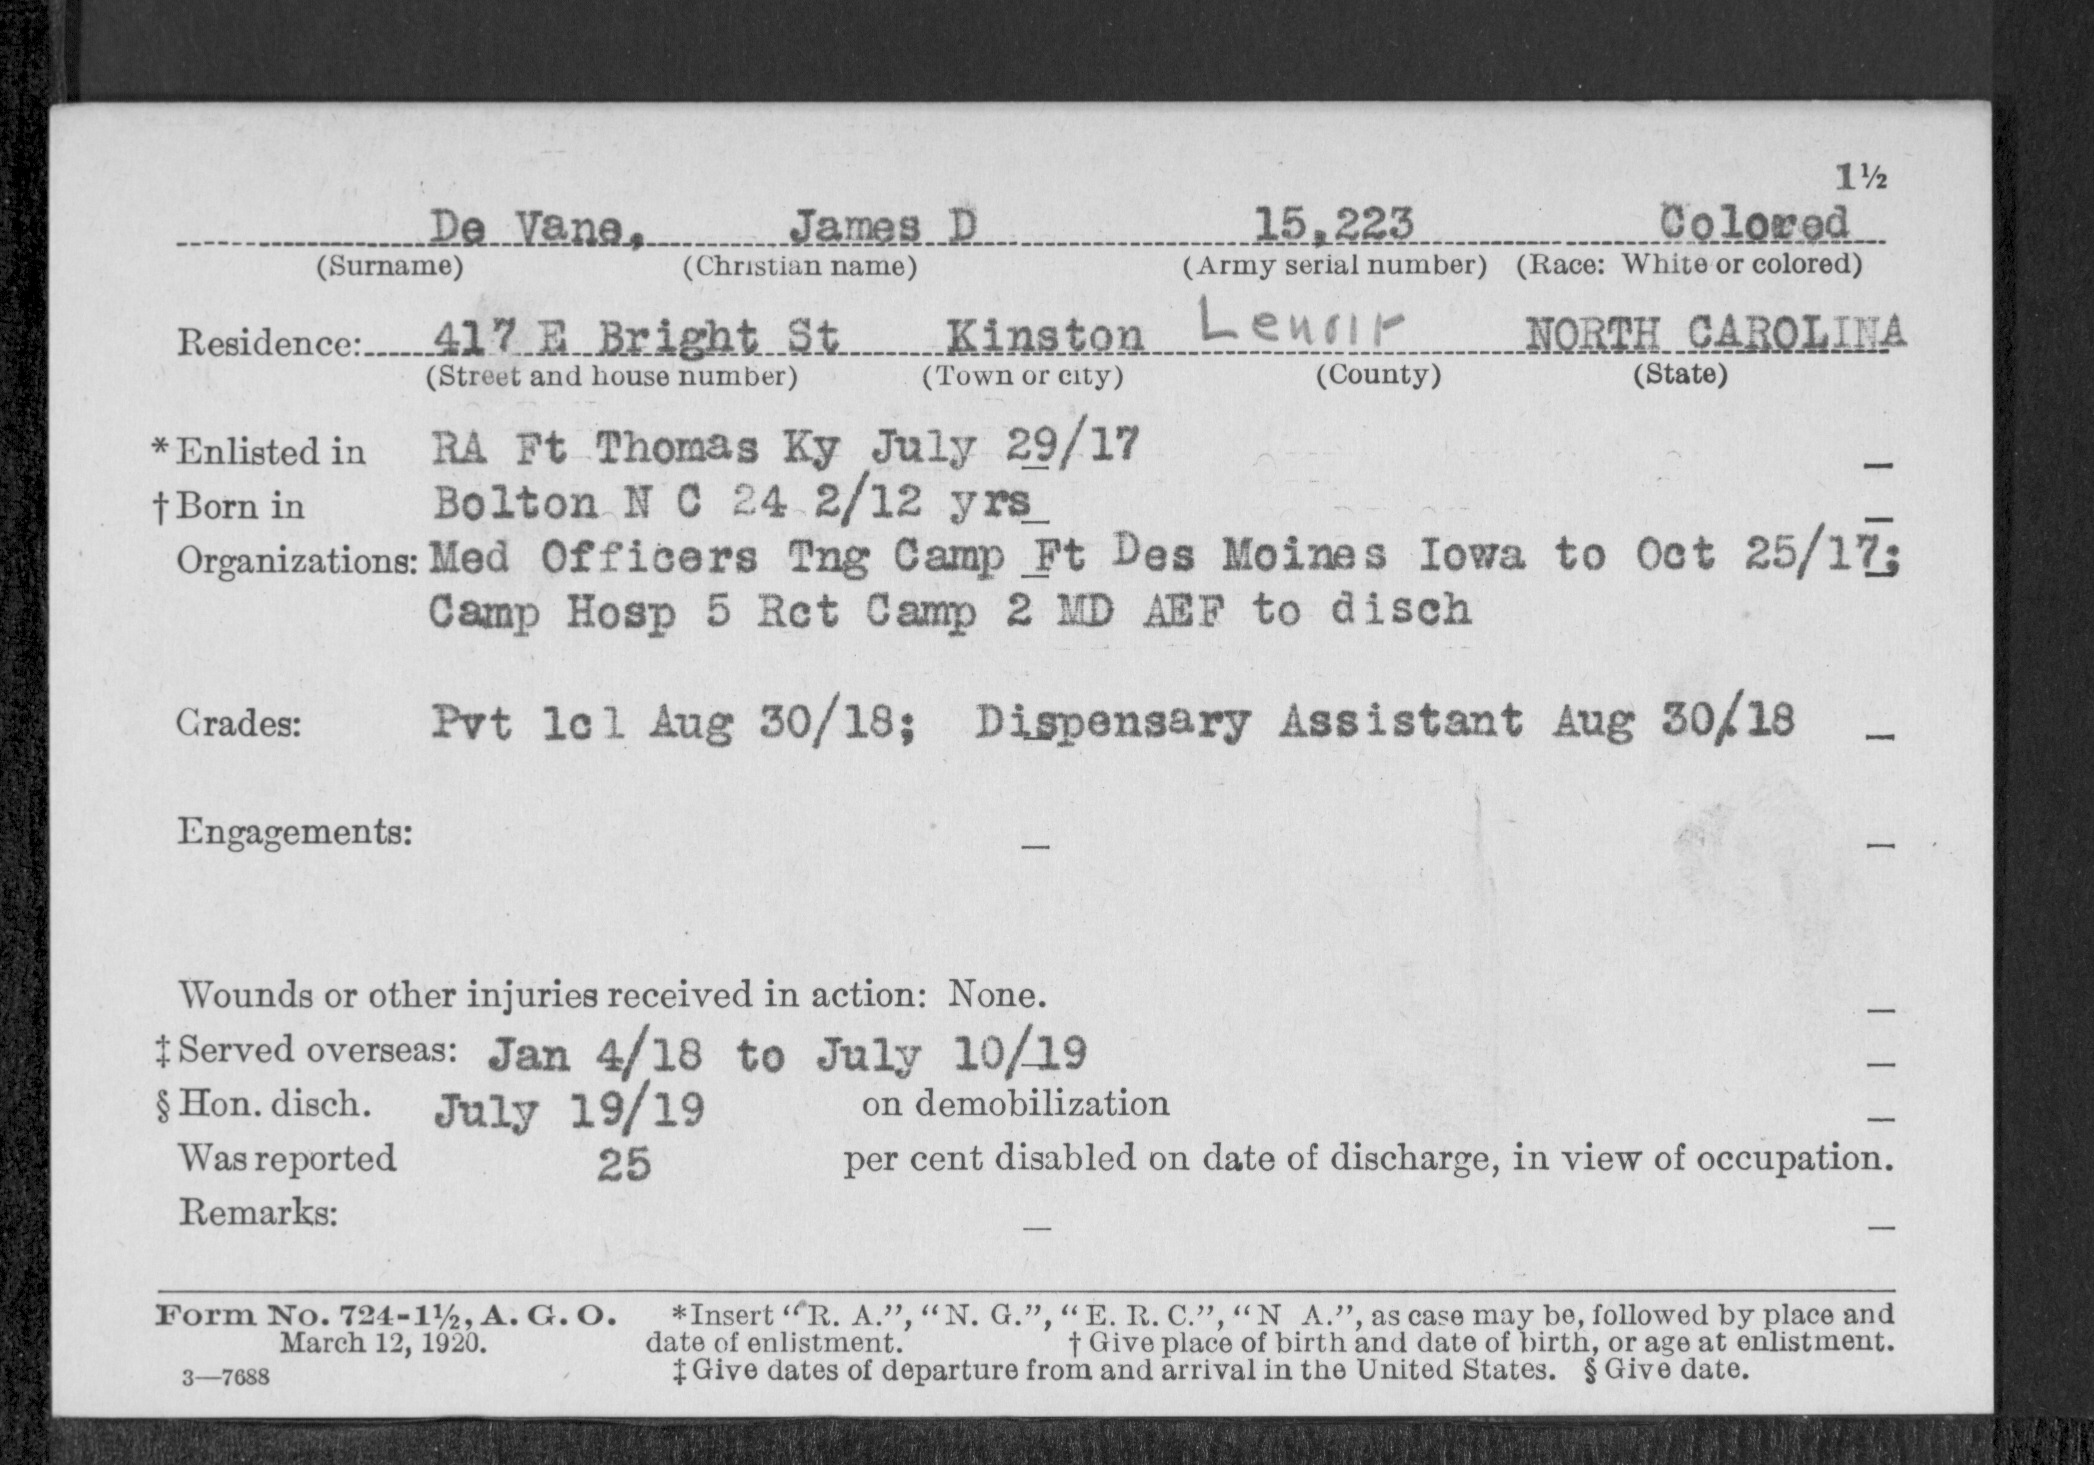 1½
De Vane, James D 15,223 Colored
(Surname) (Christian name) (Army serial number) (Race: White or colored)
Residence: 417 E Bright St Kinston Lenoir NORTH CAROLINA
(Street and house number) (Town or city) (County) (State)
*Enlisted in RA Ft Thomas Ky July 29/17 _
†Born in Bolton N C 24 2/12 yrs_ _
Organizations: Med Officers Tng Camp Ft Des Moines Iowa to Oct 25/17;
Camp Hosp 5 Rct Camp 2 MD AEF to disch
Grades: Pvt 1cl Aug 30/18; Dispensary Assistant Aug 30/18 _
Engagements: _ _
Wounds or other injuries received in action: None. _
‡Served overseas: Jan 4/18 to July 10/19 _
§Hon. disch. July 19/19 on demobilization _
Was reported 25 per cent disabled on date of discharge, in view of occupation.
Remarks: _ _
Form No. 724-1½, A. G. O. *Insert "R. A.", "N. G.", "E. R. C.", "N A.", as case may be, followed by place and
March 12, 1920. date of enlistment. †Give place of birth and date of birth, or age at enlistment.
3—7688 ‡Give dates of departure from and arrival in the United States. §Give date.